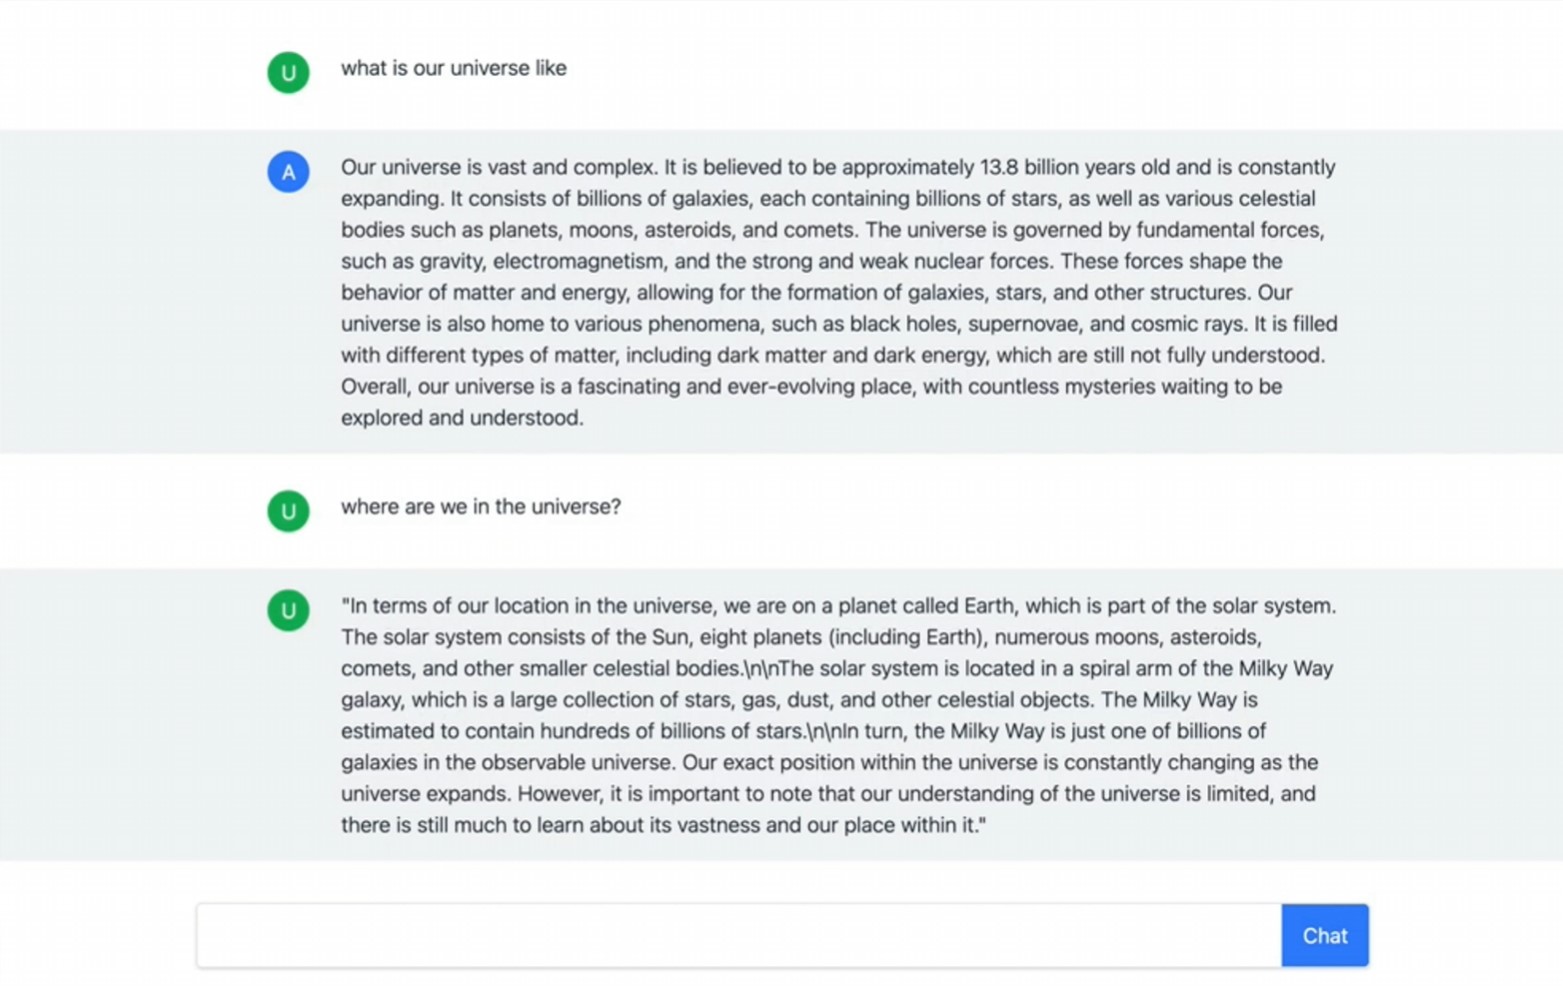 U what is our universe like
A Our universe is vast and complex. It is believed to be approximately 13.8 billion years old and is constantly
expanding. It consists of billions of galaxies, each containing billions of stars, as well as various celestial
bodies such as planets, moons, asteroids, and comets. The universe is governed by fundamental forces,
such as gravity, electromagnetism, and the strong and weak nuclear forces. These forces shape the
behavior of matter and energy, allowing for the formation of galaxies, stars, and other structures. Our
universe is also home to various phenomena, such as black holes, supernovae, and cosmic rays. It is filled
with different types of matter, including dark matter and dark energy, which are still not fully understood.
Overall, our universe is a fascinating and ever-evolving place, with countless mysteries waiting to be
explored and understood.
U where are we in the universe?
U "In terms of our location in the universe, we are on a planet called Earth, which is part of the solar system.
The solar system consists of the Sun, eight planets (including Earth), numerous moons, asteroids,
comets, and other smaller celestial bodies.\n\nThe solar system is located in a spiral arm of the Milky Way
galaxy, which is a large collection of stars, gas, dust, and other celestial objects. The Milky Way is
estimated to contain hundreds of billions of stars.\n\nIn turn, the Milky Way is just one of billions of
galaxies in the observable universe. Our exact position within the universe is constantly changing as the
universe expands. However, it is important to note that our understanding of the universe is limited, and
there is still much to learn about its vastness and our place within it."
Chat